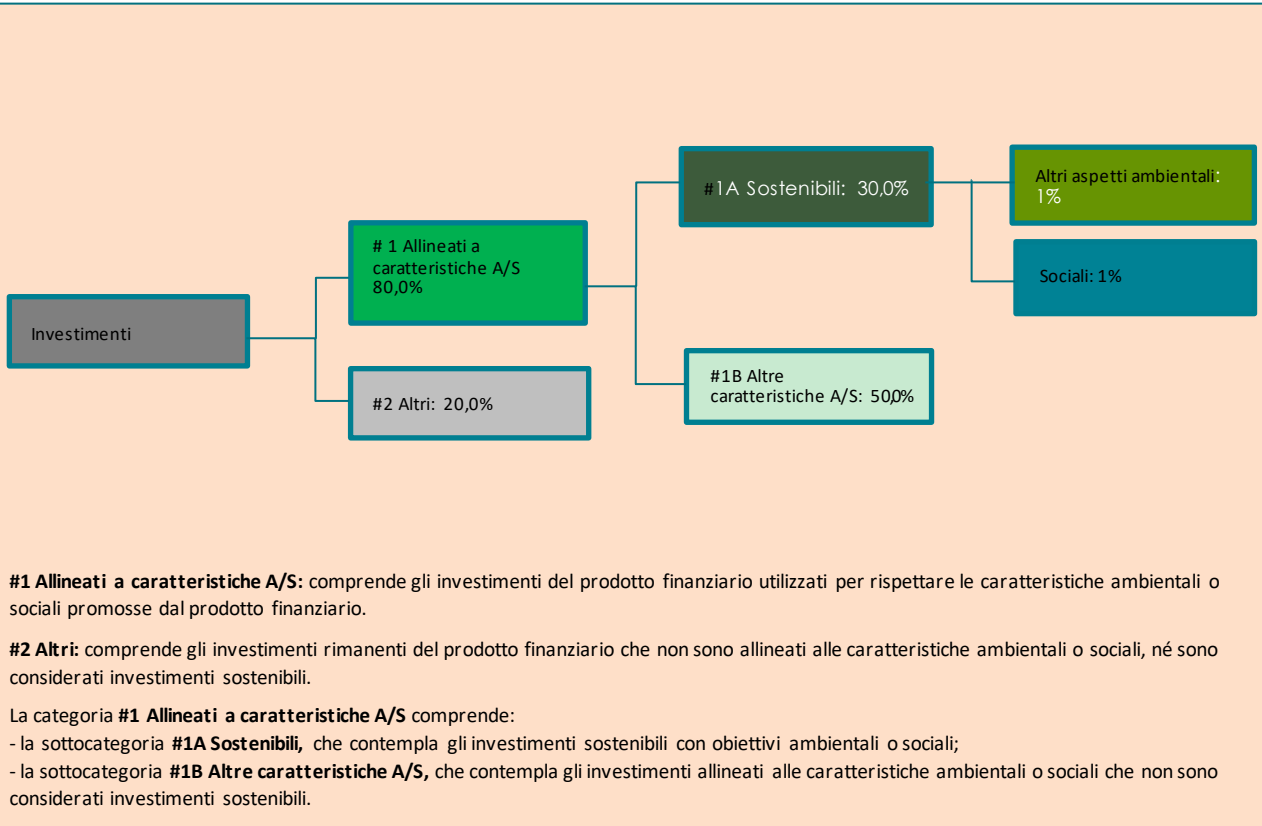 Investimenti
# 1 Allineati a
caratteristiche A/S
80,0%
#2 Altri: 20,0%
#1A Sostenibili: 30,0%
#1B Altre
caratteristiche A/S: 50,0%
Altri aspetti ambientali:
1%
Sociali: 1%
#1 Allineati a caratteristiche A/S: comprende gli investimenti del prodotto finanziario utilizzati per rispettare le caratteristiche ambientali o
sociali promosse dal prodotto finanziario.
#2 Altri: comprende gli investimenti rimanenti del prodotto finanziario che non sono allineati alle caratteristiche ambientali o sociali, né sono
considerati investimenti sostenibili.
La categoria #1 Allineati a caratteristiche A/S comprende:
- la sottocategoria #1A Sostenibili, che contempla gli investimenti sostenibili con obiettivi ambientali o sociali;
- la sottocategoria #1B Altre caratteristiche A/S, che contempla gli investimenti allineati alle caratteristiche ambientali o sociali che non sono
considerati investimenti sostenibili.